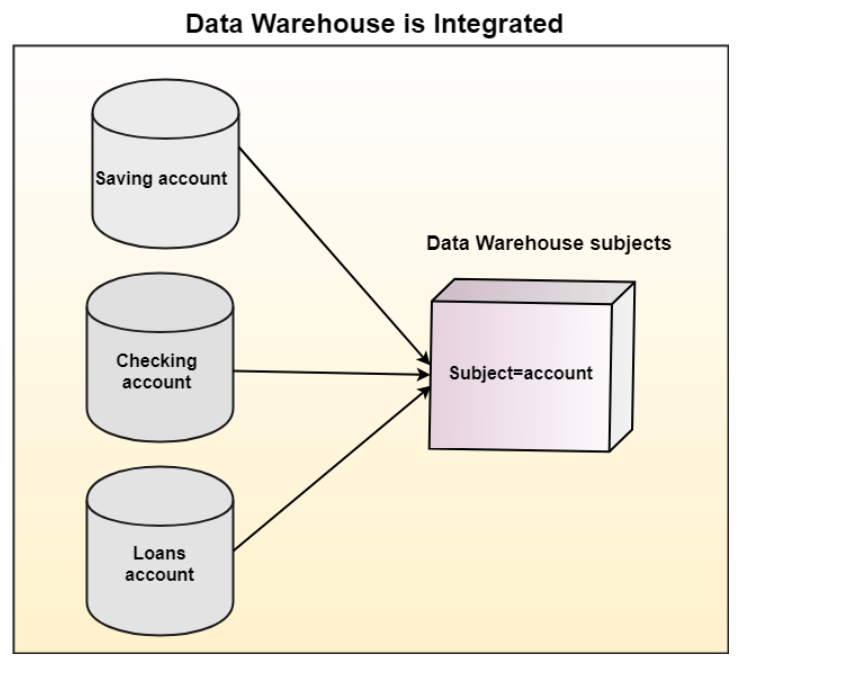 Data Warehouse is Integrated
Saving account
Data Warehouse subjects
Checking
account
Subject=account
Loans
account